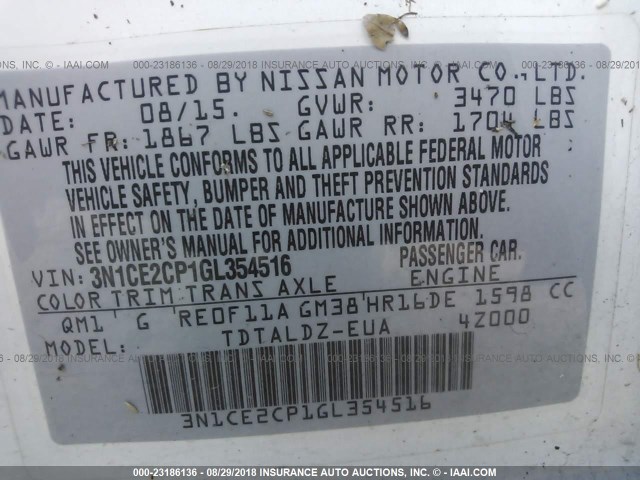 000-23186136 - 08/29/2018 INSURANCE AUTO AUCTIONS - IAAI.COM
MANUFACTURED BY NISSAN MOTOR CO., LTD.
DATE: 08/15. GVWR: 3470 LBS
GAWR FR: 1867 LBS GAWR RR: 1704 LBS
THIS VEHICLE CONFORMS TO ALL APPLICABLE FEDERAL MOTOR
VEHICLE SAFETY, BUMPER AND THEFT PREVENTION STANDARDS
IN EFFECT ON THE DATE OF MANUFACTURE SHOWN ABOVE.
SEE OWNER'S MANUAL FOR ADDITIONAL INFORMATION.
VIN: 3N1CE2CP1GL354516 PASSENGER CAR.
COLOR TRIM TRANS AXLE ENGINE
QM1 G RE0F11A GM38 HR16DE 1598 CC
MODEL: TDTALDZ-EUA 4Z000
3N1CE2CP1GL354516
000-23186136 - 08/29/2018 INSURANCE AUTO AUCTIONS - IAAI.COM